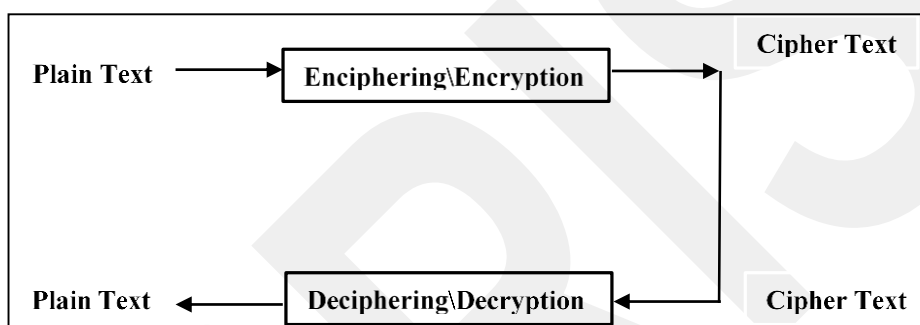 Cipher Text
Plain Text
Enciphering\Encryption
Plain Text
Deciphering\Decryption
Cipher Text